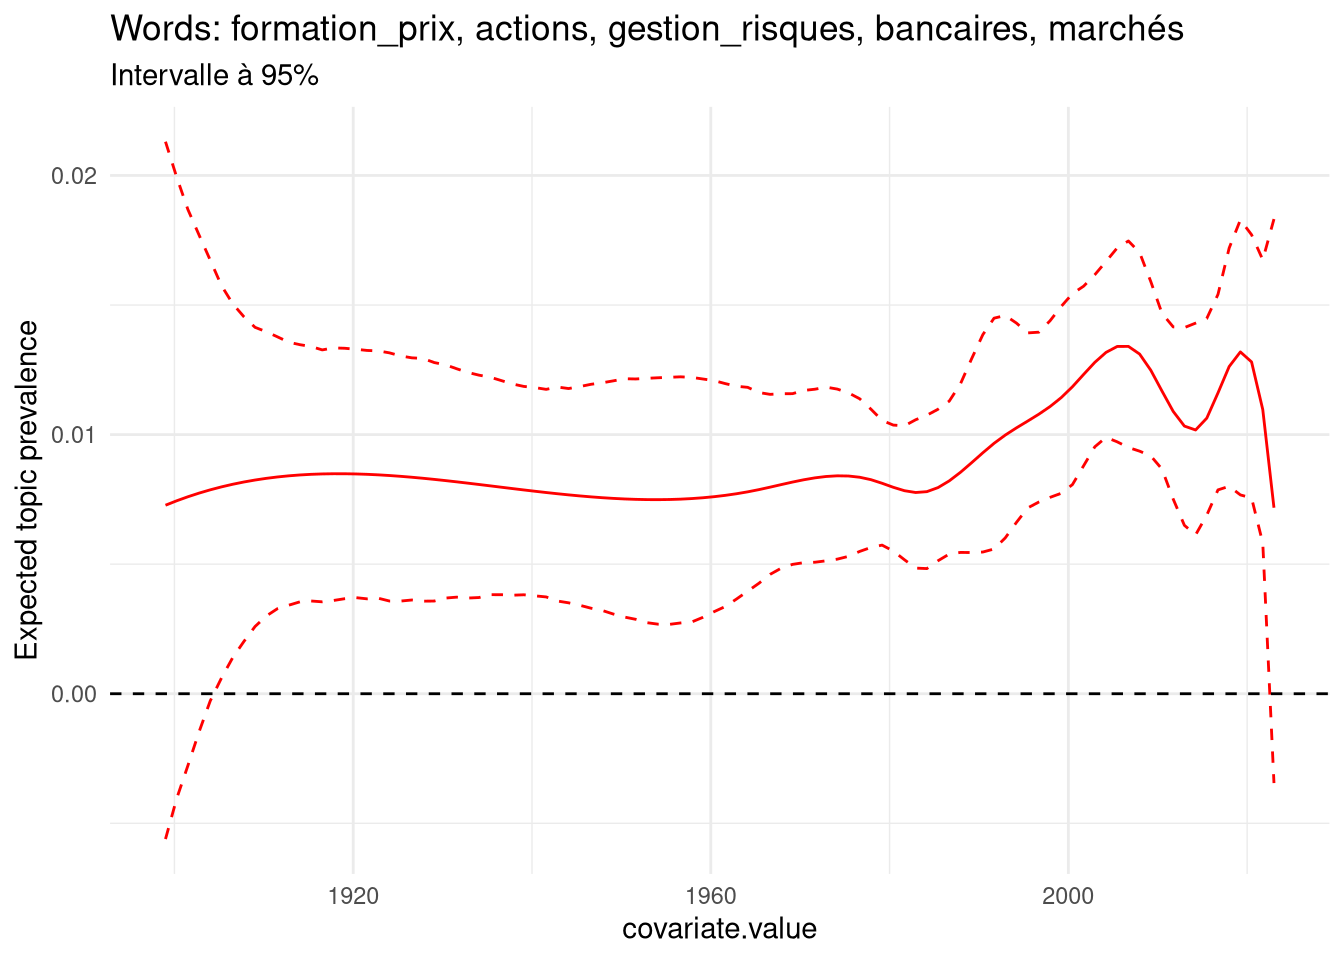 Words: formation_prix, actions, gestion_risques, bancaires, marchés
Intervalle à 95%
Expected topic prevalence
0.02
0.01
0.00
1920
1960
2000
covariate.value